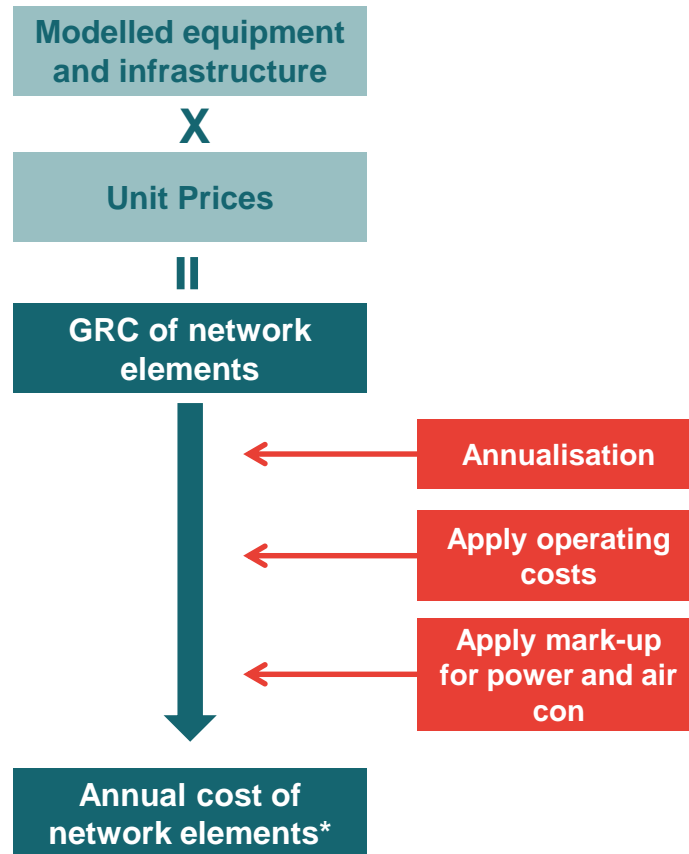 Modelled equipment
and infrastructure
X
Unit Prices
=
GRC of network
elements
Annualisation
Apply operating
costs
Apply mark-up
for power and air
con
Annual cost of
network elements*